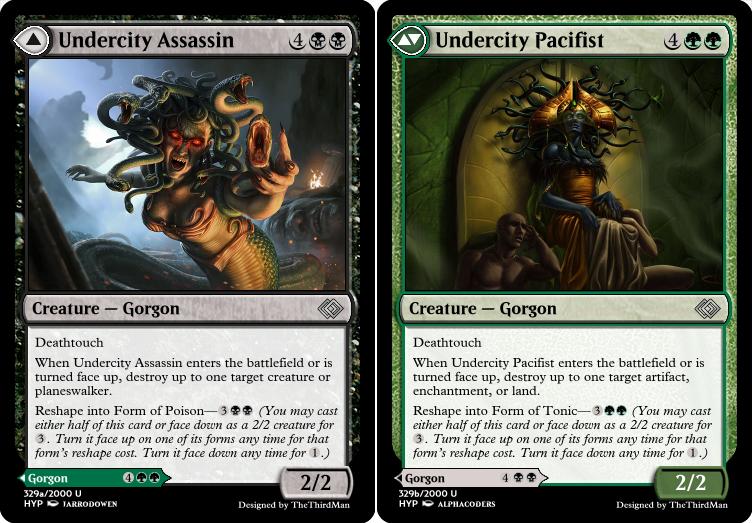 Undercity Assassin 4
Creature — Gorgon
Deathtouch
When Undercity Assassin enters the battlefield or is
turned face up, destroy up to one target creature or
planeswalker.
Reshape into Form of Poison—3 (You may cast
either half of this card or face down as a 2/2 creature for
3. Turn it face up on one of its forms any time for that
form's reshape cost. Turn it face down any time for 1.)
Gorgon 4
2/2
329a/2000 U
HYP JARRODOWEN
Designed by TheThirdMan
Undercity Pacifist 4
Creature — Gorgon
Deathtouch
When Undercity Pacifist enters the battlefield or is
turned face up, destroy up to one target artifact,
enchantment, or land.
Reshape into Form of Tonic—3 (You may cast
either half of this card or face down as a 2/2 creature for
3. Turn it face up on one of its forms any time for that
form's reshape cost. Turn it face down any time for 1.)
Gorgon 4
2/2
329b/2000 U
HYP ALPHACODERS
Designed by TheThirdMan